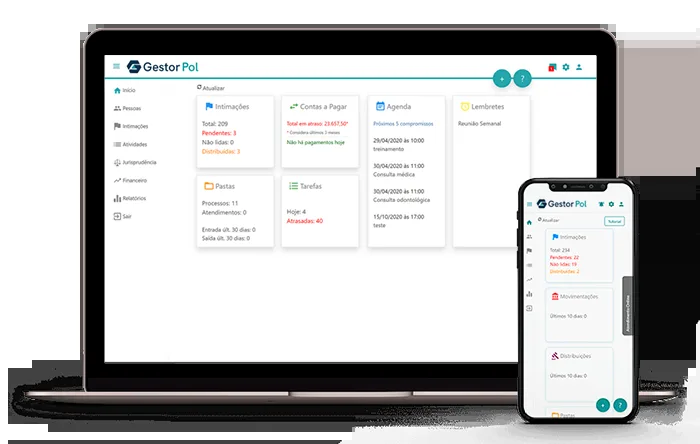 Gestor Pol
Início
Pessoas
Intimações
Atividades
Jurisprudência
Financeiro
Relatórios
Sair
Atualizar
+
?
Intimações
Total: 209
Pendentes: 3
Não lidas: 0
Distribuídas: 3
Contas a Pagar
Total em atraso: 23.657,50*
* Considera últimos 3 meses
Não há pagamentos hoje
Agenda
Próximos 5 compromissos
29/04/2020 às 10:00
treinamento
30/04/2020 às 11:00
Consulta médica
30/04/2020 às 11:00
Consulta odontológica
15/10/2020 às 17:00
teste
Lembretes
Reunião Semanal
Pastas
Processos: 11
Atendimentos: 0
Entrada últ. 30 dias: 0
Saída últ. 30 dias: 0
Tarefas
Hoje: 4
Atrasadas: 40
Gestor Pol
Atualizar
Tutorial
Intimações
Total: 234
Pendentes: 22
Não lidas: 19
Distribuídas: 2
Movimentações
Últimos 10 dias 0
Distribuições
Últimos 10 dias 0
Pastas
Atendimento Online
+
?